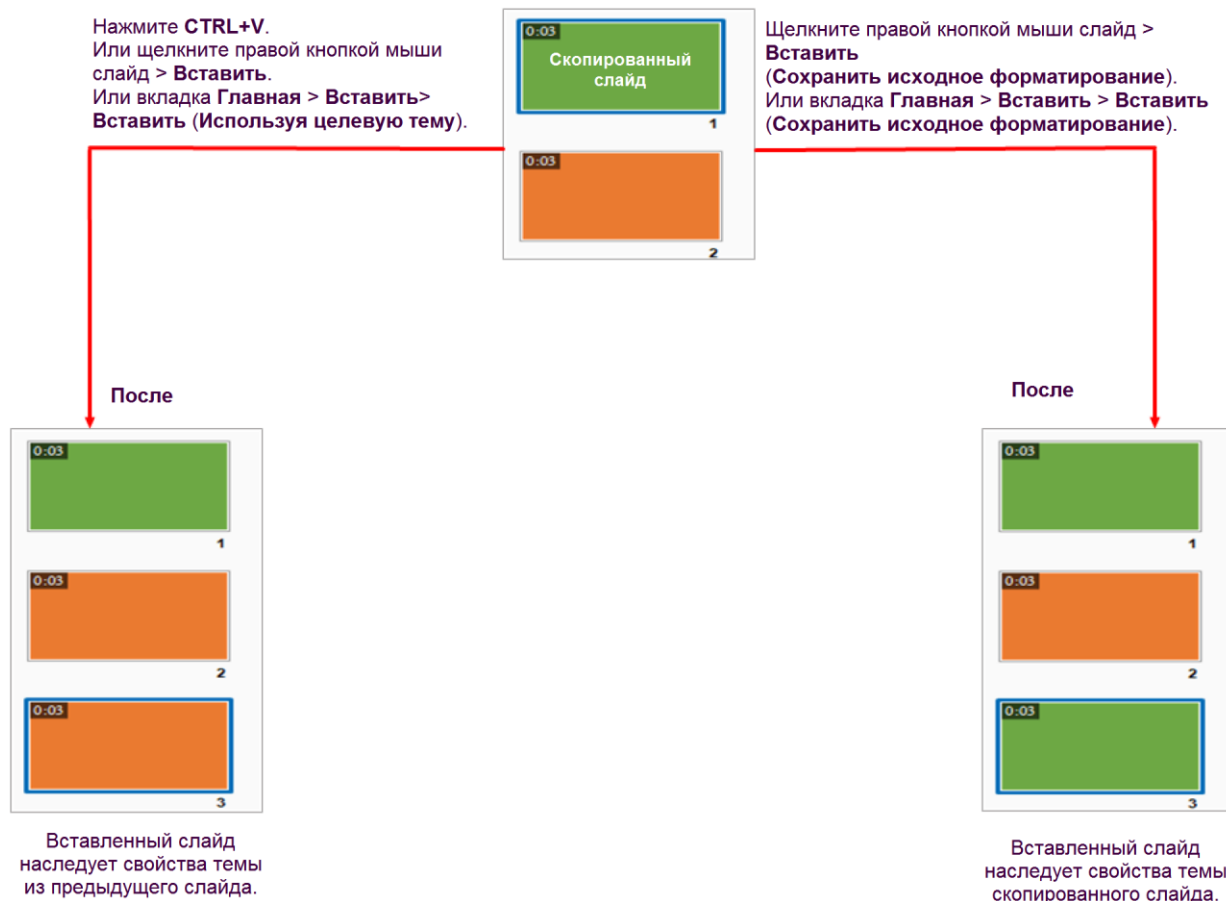 Нажмите CTRL+V.
Или щелкните правой кнопкой мыши
слайд > Вставить.
Или вкладка Главная > Вставить>
Вставить (Используя целевую тему).
0:03
Скопированный
слайд
1
0:03
2
Щелкните правой кнопкой мыши слайд >
Вставить
(Сохранить исходное форматирование).
Или вкладка Главная > Вставить > Вставить
(Сохранить исходное форматирование).
После
0:03
1
0:03
2
0:03
3
Вставленный слайд
наследует свойства темы
из предыдущего слайда.
После
0:03
1
0:03
2
0:03
3
Вставленный слайд
наследует свойства темы
скопированного слайда.